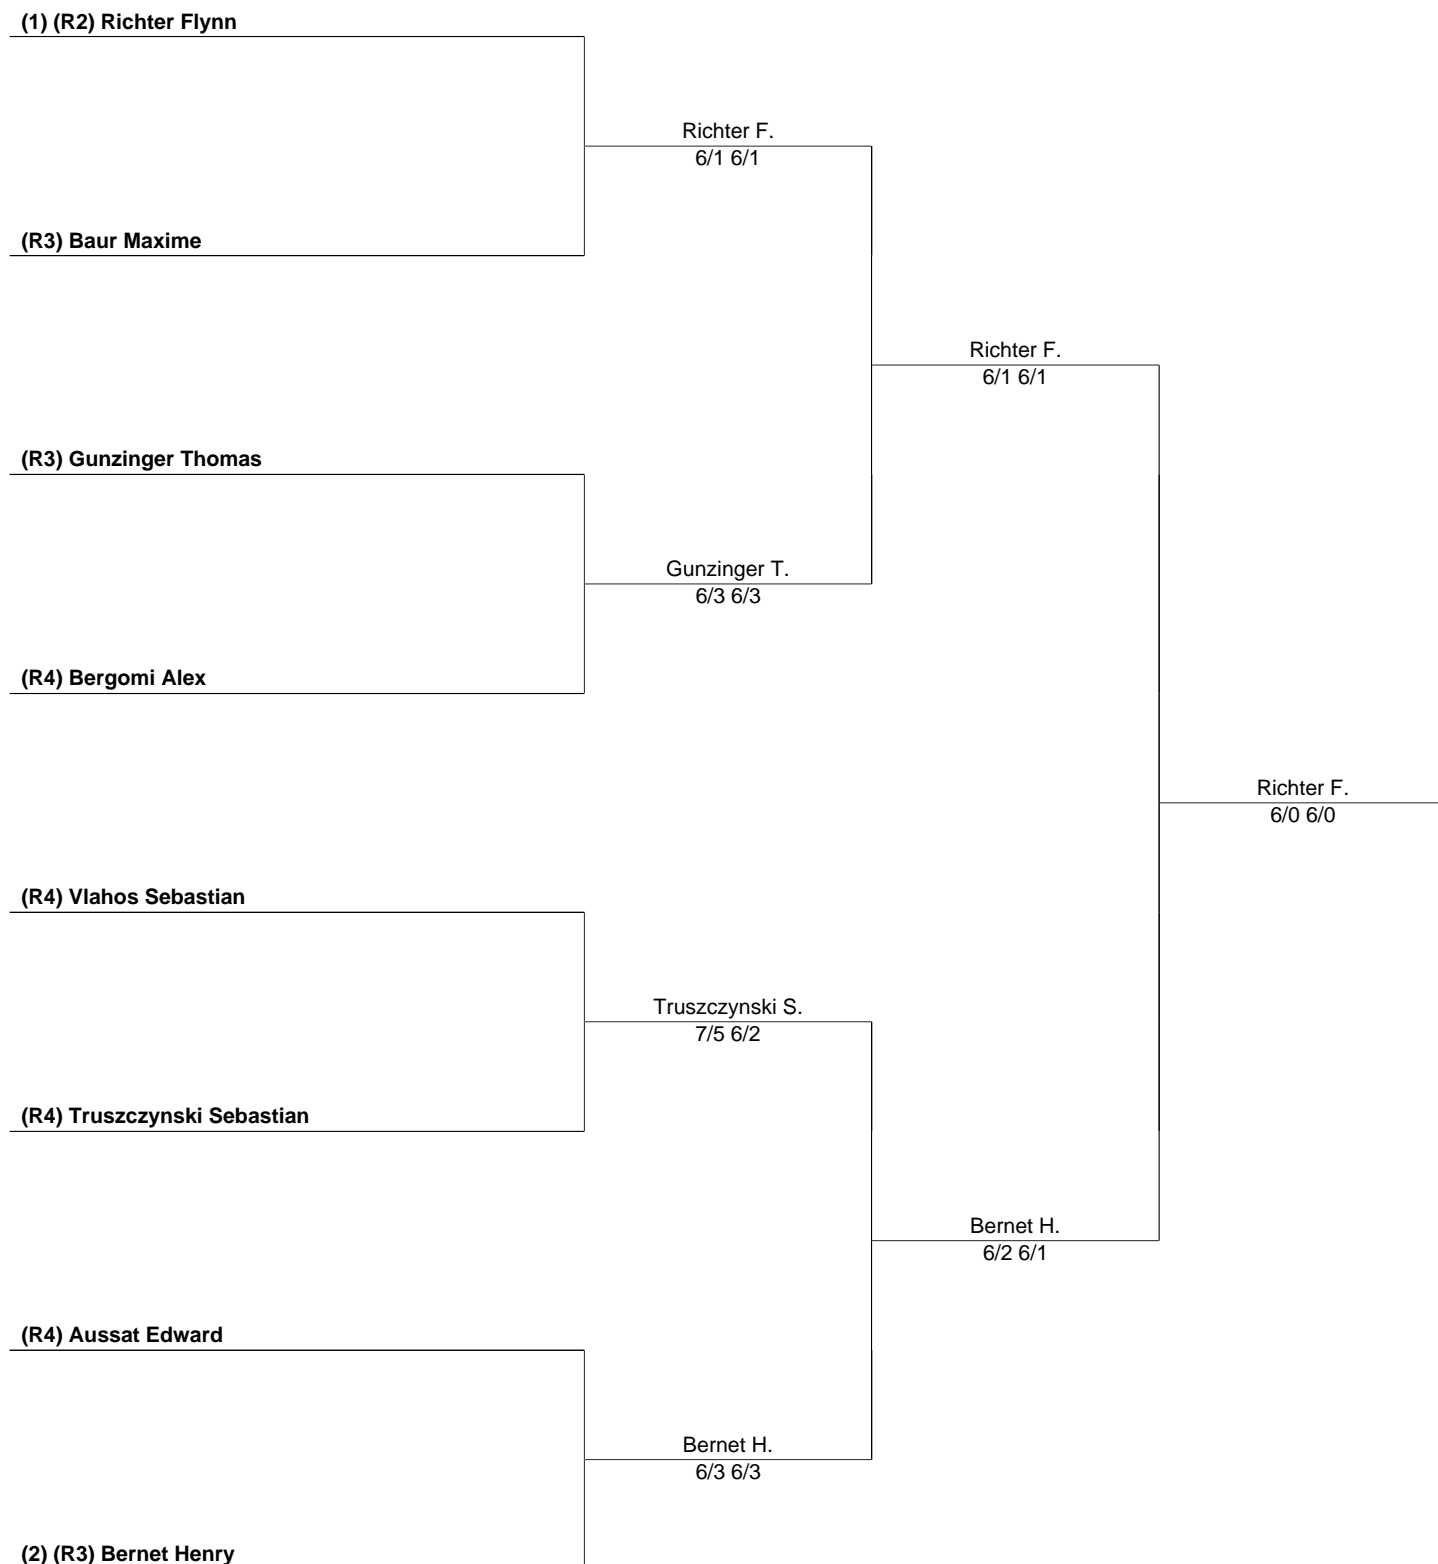 (1) (R2) Richter Flynn
Richter F.
6/1 6/1
(R3) Baur Maxime
Richter F.
6/1 6/1
(R3) Gunzinger Thomas
Gunzinger T.
6/3 6/3
(R4) Bergomi Alex
Richter F.
6/0 6/0
(R4) Vlahos Sebastian
Truszczynski S.
7/5 6/2
(R4) Truszczynski Sebastian
Bernet H.
6/2 6/1
(R4) Aussat Edward
Bernet H.
6/3 6/3
(2) (R3) Bernet Henry